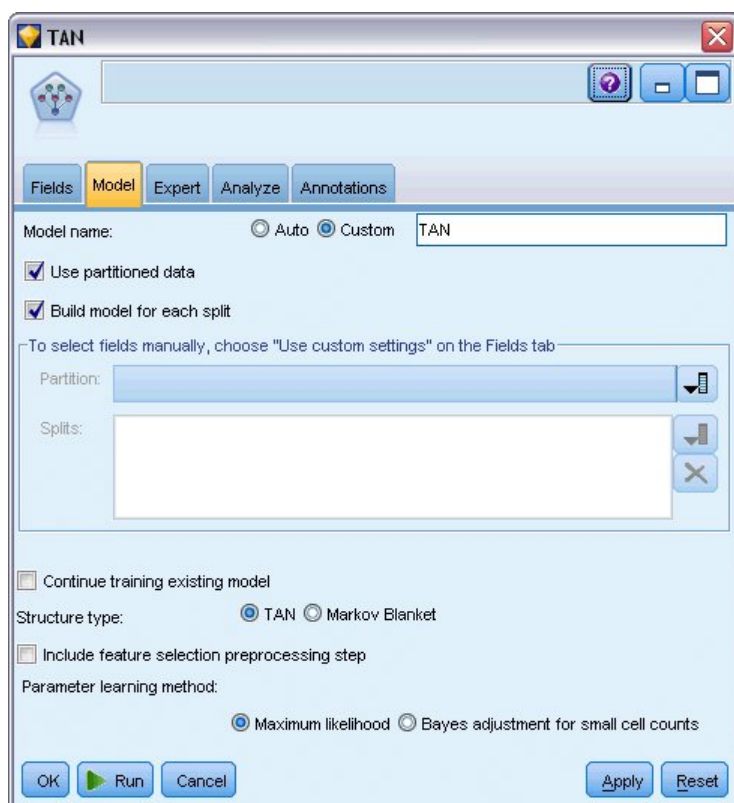 TAN
Fields Model Expert Analyze Annotations
Model name: Auto Custom TAN
Use partitioned data
Build model for each split
To select fields manually, choose "Use custom settings" on the Fields tab
Partition:
Splits:
Continue training existing model
Structure type: TAN Markov Blanket
Include feature selection preprocessing step
Parameter learning method:
Maximum likelihood Bayes adjustment for small cell counts
OK Run Cancel Apply Reset